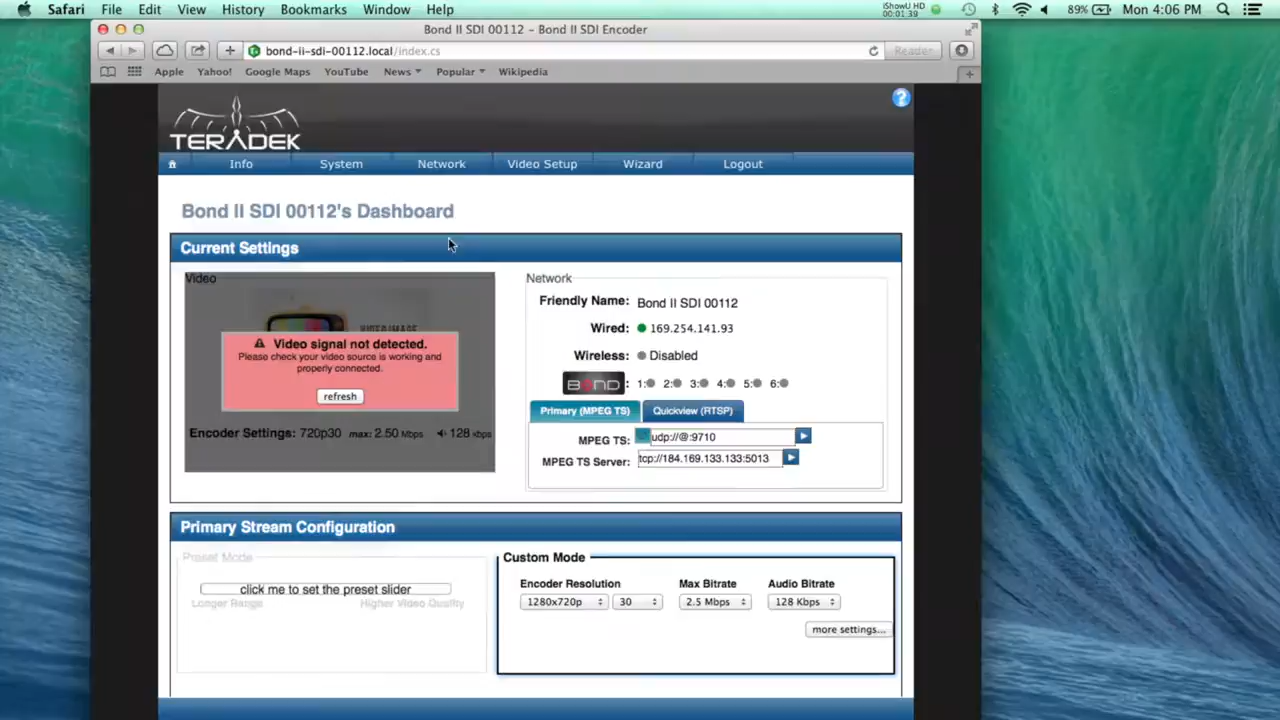 Safari File Edit View History Bookmarks Window Help iShowU HD 00:01:39 89% Mon 4:06 PM
Bond II SDI 00112 – Bond II SDI Encoder
bond-ii-sdi-00112.local/index.cs Reader
Apple Yahoo! Google Maps YouTube News Popular Wikipedia
TERADEK
Info System Network Video Setup Wizard Logout
Bond II SDI 00112's Dashboard
Current Settings
Video
VIDEO IMAGE
Video signal not detected.
Please check your video source is working and
properly connected.
refresh
Encoder Settings: 720p30 max: 2.50 Mbps 128 kbps
Network
Friendly Name: Bond II SDI 00112
Wired: 169.254.141.93
Wireless: Disabled
BOND : 1: 2: 3: 4: 5: 6:
Primary (MPEG TS) Quickview (RTSP)
MPEG TS: udp://@:9710
MPEG TS Server: tcp://184.169.133.133:5013
Primary Stream Configuration
Preset Mode
click me to set the preset slider
Longer Range Higher Video Quality
Custom Mode
Encoder Resolution Max Bitrate Audio Bitrate
1280x720p 30 2.5 Mbps 128 Kbps
more settings...